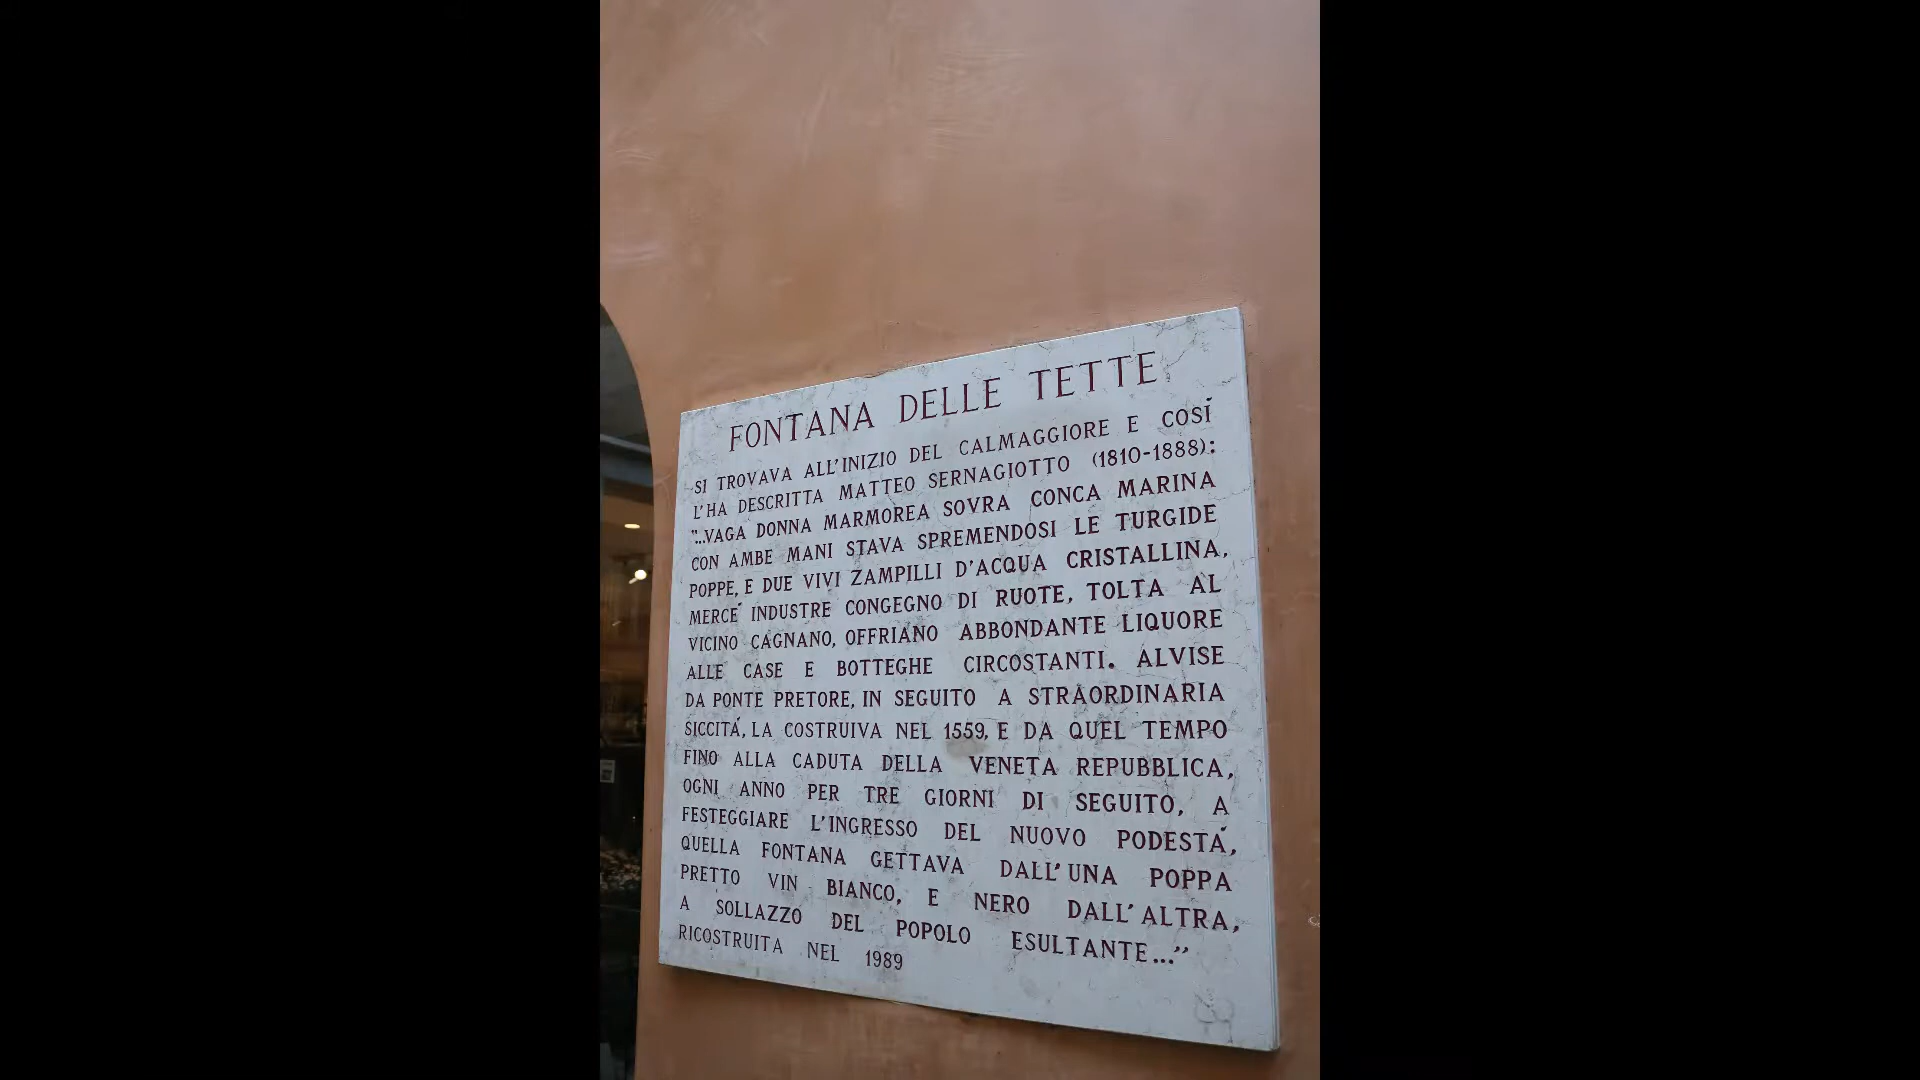 FONTANA DELLE TETTE
SI TROVAVA ALL'INIZIO DEL CALMAGGIORE E COSÍ
L'HA DESCRITTA MATTEO SERNAGIOTTO (1810-1888):
"...VAGA DONNA MARMOREA SOVRA CONCA MARINA
CON AMBE MANI STAVA SPREMENDOSI LE TURGIDE
POPPE, E DUE VIVI ZAMPILLI D'ACQUA CRISTALLINA,
MERCÉ INDUSTRE CONGEGNO DI RUOTE, TOLTA AL
VICINO CAGNANO, OFFRIANO ABBONDANTE LIQUORE
ALLE CASE E BOTTEGHE CIRCOSTANTI. ALVISE
DA PONTE PRETORE, IN SEGUITO A STRAORDINARIA
SICCITÁ, LA COSTRUIVA NEL 1559, E DA QUEL TEMPO
FINO ALLA CADUTA DELLA VENETA REPUBBLICA,
OGNI ANNO PER TRE GIORNI DI SEGUITO, A
FESTEGGIARE L'INGRESSO DEL NUOVO PODESTÁ,
QUELLA FONTANA GETTAVA DALL'UNA POPPA
PRETTO VIN BIANCO, E NERO DALL'ALTRA,
A SOLLAZZO DEL POPOLO ESULTANTE..."
RICOSTRUITA NEL 1989